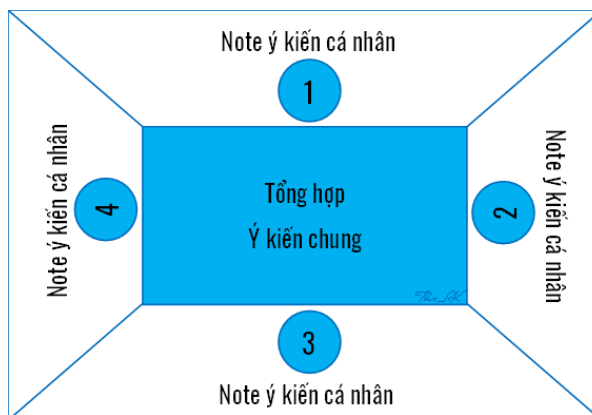 Note ý kiến cá nhân
1
Note ý kiến cá nhân
4
Tổng hợp
Ý kiến chung
2
Note ý kiến cá nhân
3
Note ý kiến cá nhân